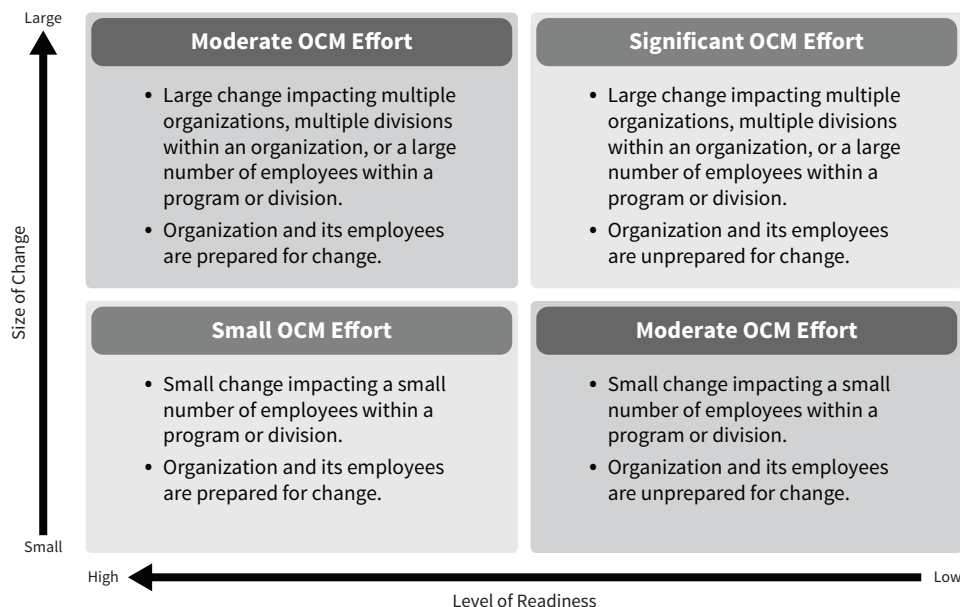 Large
Size of Change
Small
Moderate OCM Effort
• Large change impacting multiple
organizations, multiple divisions
within an organization, or a large
number of employees within a
program or division.
• Organization and its employees
are prepared for change.
Significant OCM Effort
• Large change impacting multiple
organizations, multiple divisions
within an organization, or a large
number of employees within a
program or division.
• Organization and its employees
are unprepared for change.
Small OCM Effort
• Small change impacting a small
number of employees within a
program or division.
• Organization and its employees
are prepared for change.
Moderate OCM Effort
• Small change impacting a small
number of employees within a
program or division.
• Organization and its employees
are unprepared for change.
High
Low
Level of Readiness